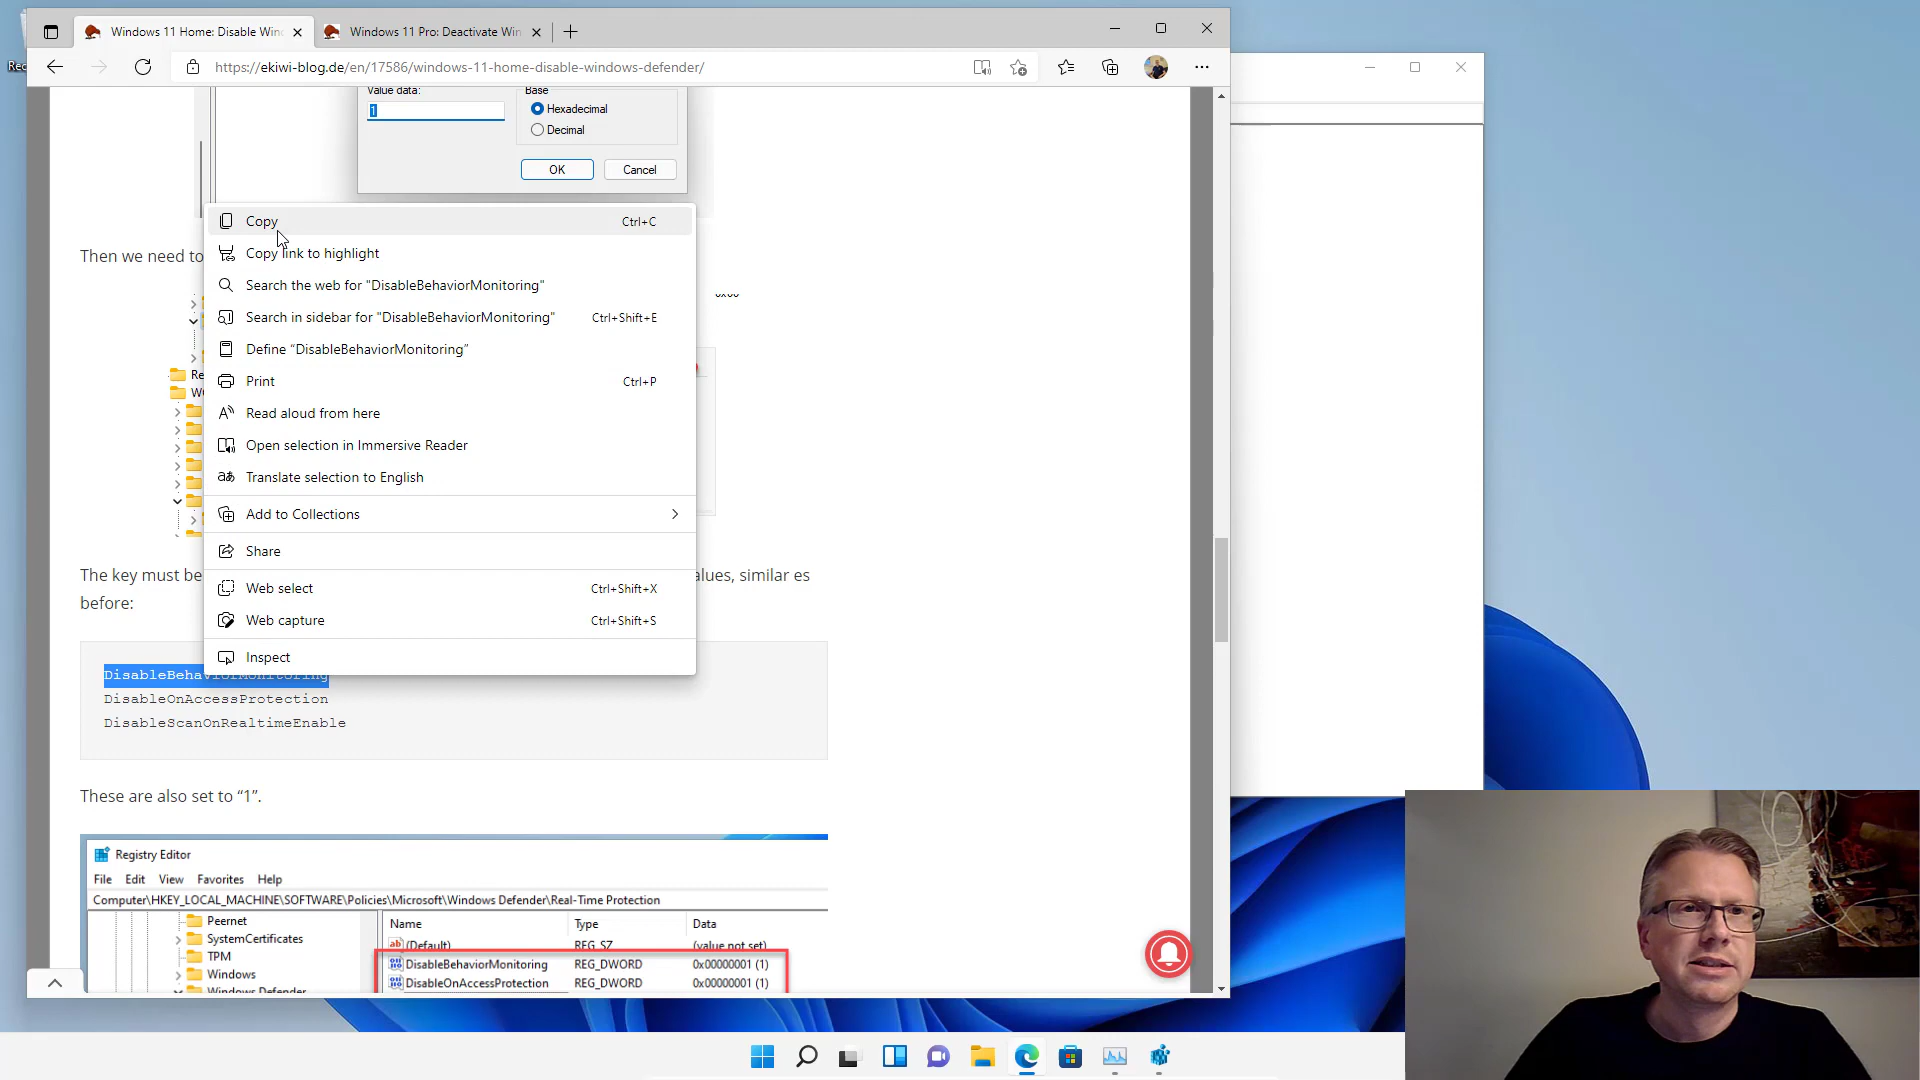 Windows 11 Home: Disable Win
Windows 11 Pro: Deactivate Win
https://ekiwi-blog.de/en/17586/windows-11-home-disable-windows-defender/
Rec
Value data:
1
Base
Hexadecimal
Decimal
OK
Cancel
Copy
Ctrl+C
Then we need to
Copy link to highlight
Search the web for "DisableBehaviorMonitoring"
Search in sidebar for "DisableBehaviorMonitoring"
Ctrl+Shift+E
Define “DisableBehaviorMonitoring”
Print
Ctrl+P
Read aloud from here
Open selection in Immersive Reader
Translate selection to English
Add to Collections
Share
The key must be
alues, similar es
before:
Web select
Ctrl+Shift+X
Web capture
Ctrl+Shift+S
Inspect
DisableBehaviorMonitoring
DisableOnAccessProtection
DisableScanOnRealtimeEnable
These are also set to “1”.
Registry Editor
File Edit View Favorites Help
Computer\HKEY_LOCAL_MACHINE\SOFTWARE\Policies\Microsoft\Windows Defender\Real-Time Protection
Peernet
SystemCertificates
TPM
Windows
Windows Defender
Name Type Data
(Default) REG_SZ (value not set)
DisableBehaviorMonitoring REG_DWORD 0x00000001 (1)
DisableOnAccessProtection REG_DWORD 0x00000001 (1)